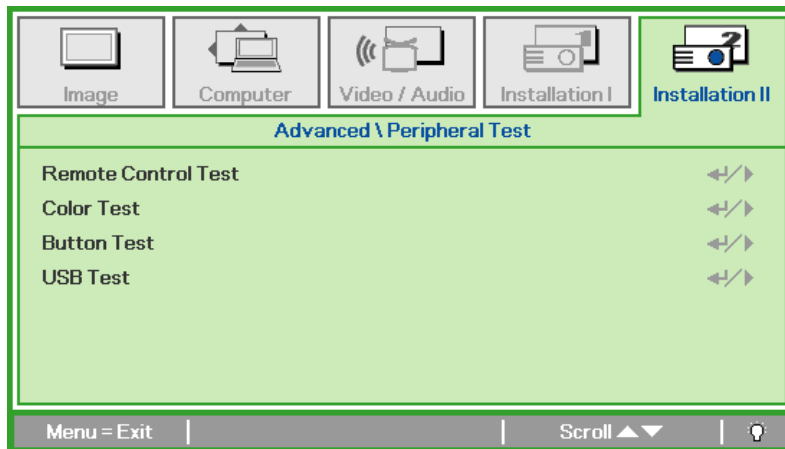 Image Computer Video / Audio Installation I Installation II
Advanced \ Peripheral Test
Remote Control Test
Color Test
Button Test
USB Test
Menu = Exit Scroll